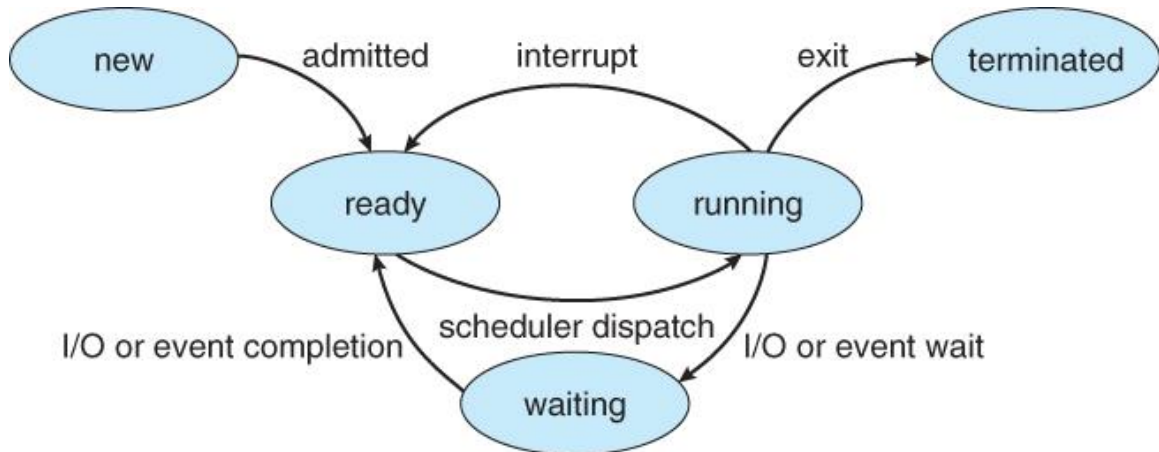 new
admitted
interrupt
exit
terminated
ready
running
scheduler dispatch
I/O or event completion
I/O or event wait
waiting